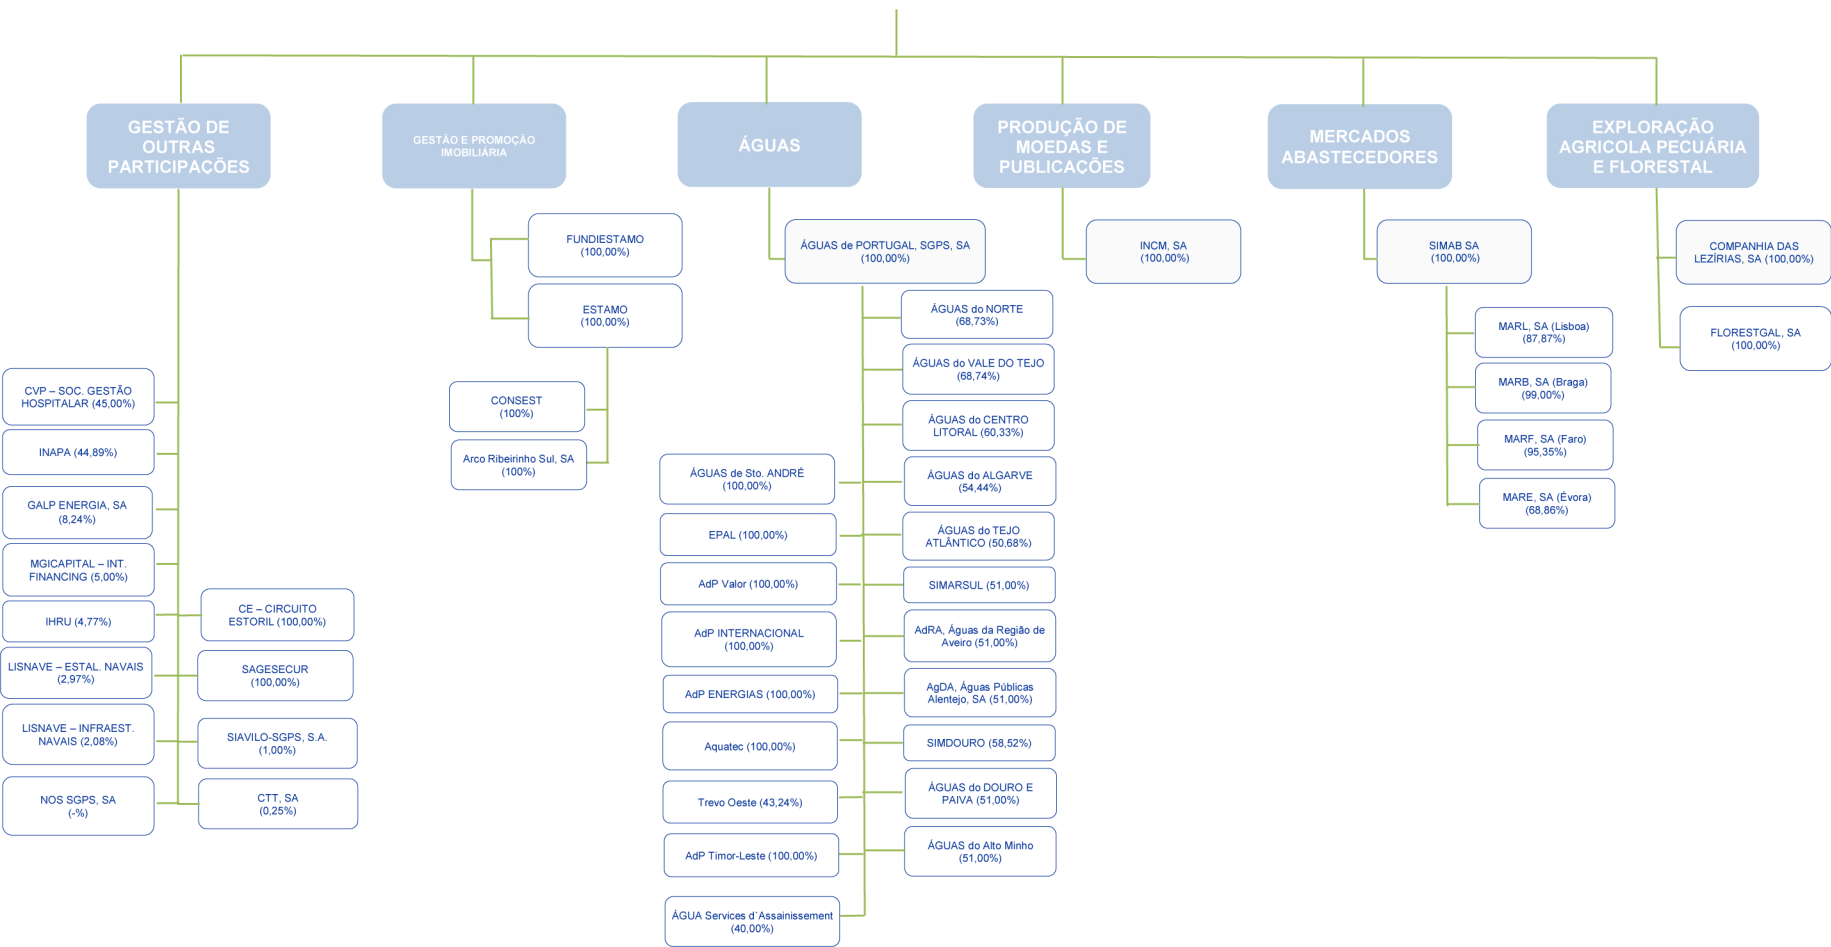 GESTÃO DE
OUTRAS
PARTICIPAÇÕES
GESTÃO E PROMOÇÃO
IMOBILIÁRIA
ÁGUAS
PRODUÇÃO DE
MOEDAS E
PUBLICAÇÕES
MERCADOS
ABASTECEDORES
EXPLORAÇÃO
AGRICOLA PECUÁRIA
E FLORESTAL
CVP – SOC. GESTÃO
HOSPITALAR (45,00%)
INAPA (44,89%)
GALP ENERGIA, SA
(8,24%)
MGICAPITAL – INT.
FINANCING (5,00%)
IHRU (4,77%)
LISNAVE – ESTAL. NAVAIS
(2,97%)
LISNAVE – INFRAEST.
NAVAIS (2,08%)
NOS SGPS, SA
(-%)
CE – CIRCUITO
ESTORIL (100,00%)
SAGESECUR
(100,00%)
SIAVILO-SGPS, S.A.
(1,00%)
CTT, SA
(0,25%)
FUNDIESTAMO
(100,00%)
ESTAMO
(100,00%)
CONSEST
(100%)
Arco Ribeirinho Sul, SA
(100%)
ÁGUAS de PORTUGAL, SGPS, SA
(100,00%)
ÁGUAS de Sto. ANDRÉ
(100,00%)
EPAL (100,00%)
AdP Valor (100,00%)
AdP INTERNACIONAL
(100,00%)
AdP ENERGIAS (100,00%)
Aquatec (100,00%)
Trevo Oeste (43,24%)
AdP Timor-Leste (100,00%)
ÁGUA Services d´Assainissement
(40,00%)
ÁGUAS do NORTE
(68,73%)
ÁGUAS do VALE DO TEJO
(68,74%)
ÁGUAS do CENTRO
LITORAL (60,33%)
ÁGUAS do ALGARVE
(54,44%)
ÁGUAS do TEJO
ATLÂNTICO (50,68%)
SIMARSUL (51,00%)
AdRA, Águas da Região de
Aveiro (51,00%)
AgDA, Águas Públicas
Alentejo, SA (51,00%)
SIMDOURO (58,52%)
ÁGUAS do DOURO E
PAIVA (51,00%)
ÁGUAS do Alto Minho
(51,00%)
INCM, SA
(100,00%)
SIMAB SA
(100,00%)
MARL, SA (Lisboa)
(87,87%)
MARB, SA (Braga)
(99,00%)
MARF, SA (Faro)
(95,35%)
MARE, SA (Évora)
(68,86%)
COMPANHIA DAS
LEZÍRIAS, SA (100,00%)
FLORESTGAL, SA
(100,00%)